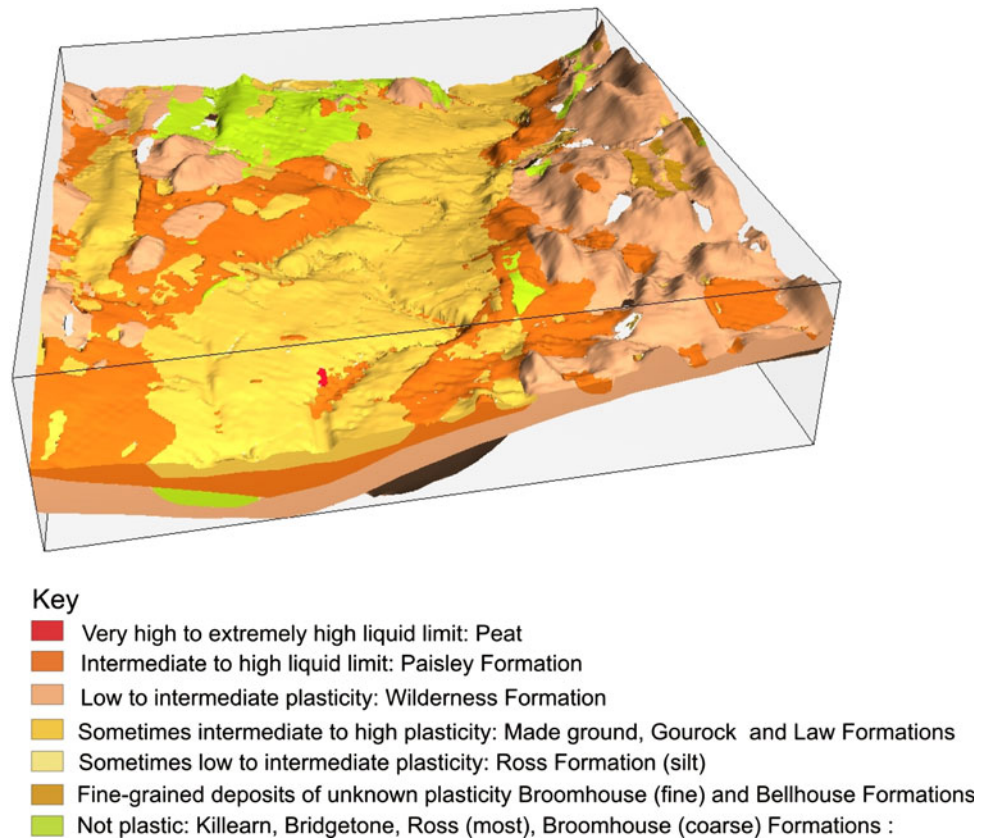 Key
Very high to extremely high liquid limit: Peat
Intermediate to high liquid limit: Paisley Formation
Low to intermediate plasticity: Wilderness Formation
Sometimes intermediate to high plasticity: Made ground, Gourock and Law Formations
Sometimes low to intermediate plasticity: Ross Formation (silt)
Fine-grained deposits of unknown plasticity Broomhouse (fine) and Bellhouse Formations
Not plastic: Killearn, Bridgetone, Ross (most), Broomhouse (coarse) Formations :